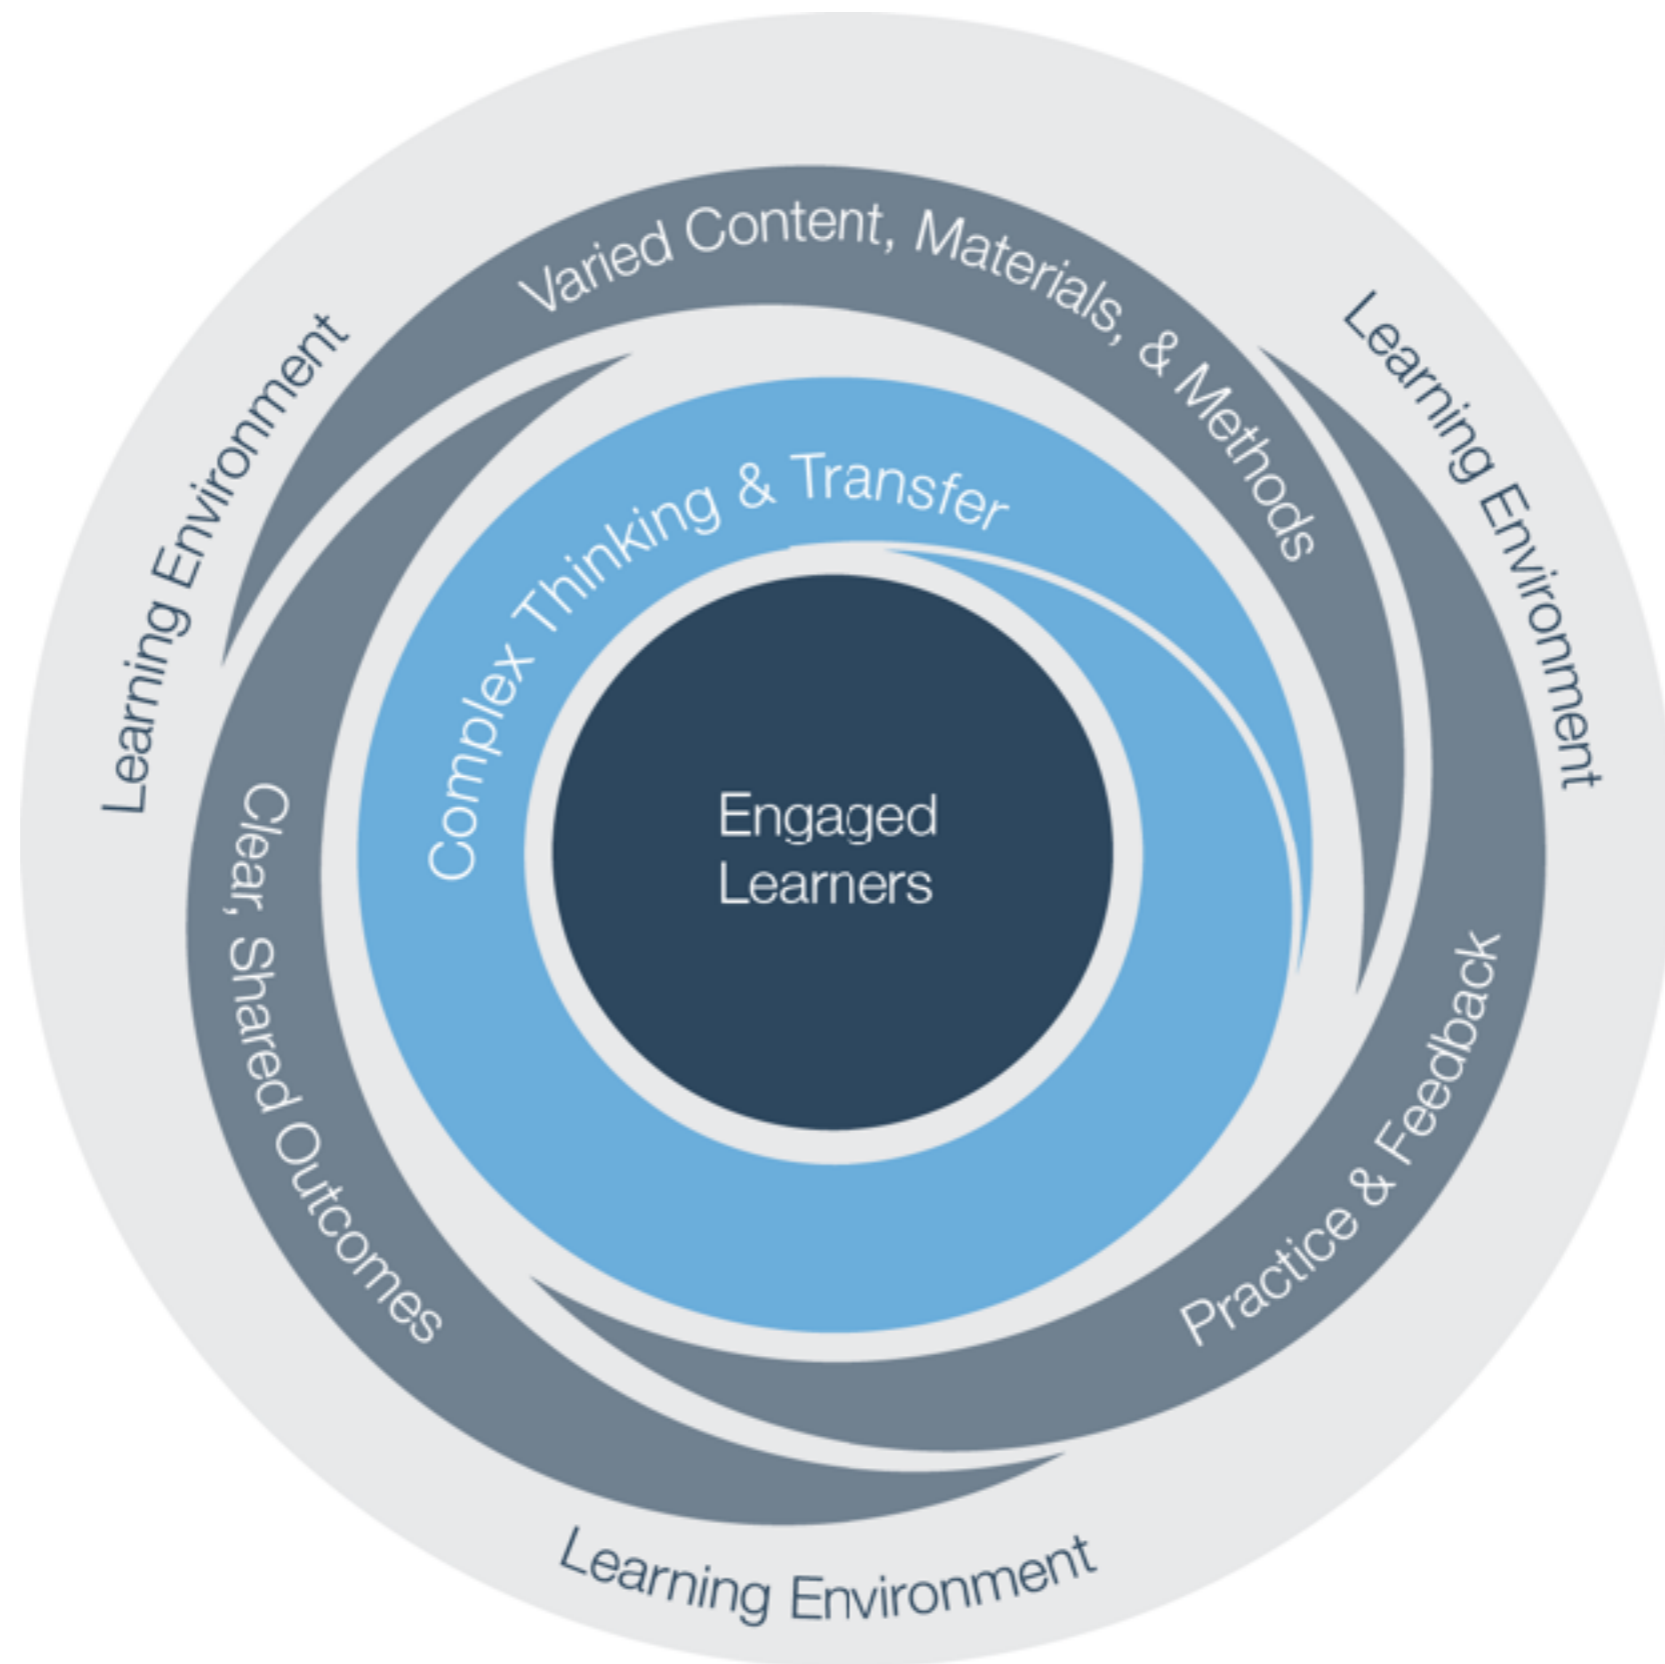 Learning Environment
Learning Environment
Varied Content, Materials, & Methods
Complex Thinking & Transfer
Engaged
Learners
Clear, Shared Outcomes
Practice & Feedback
Learning Environment